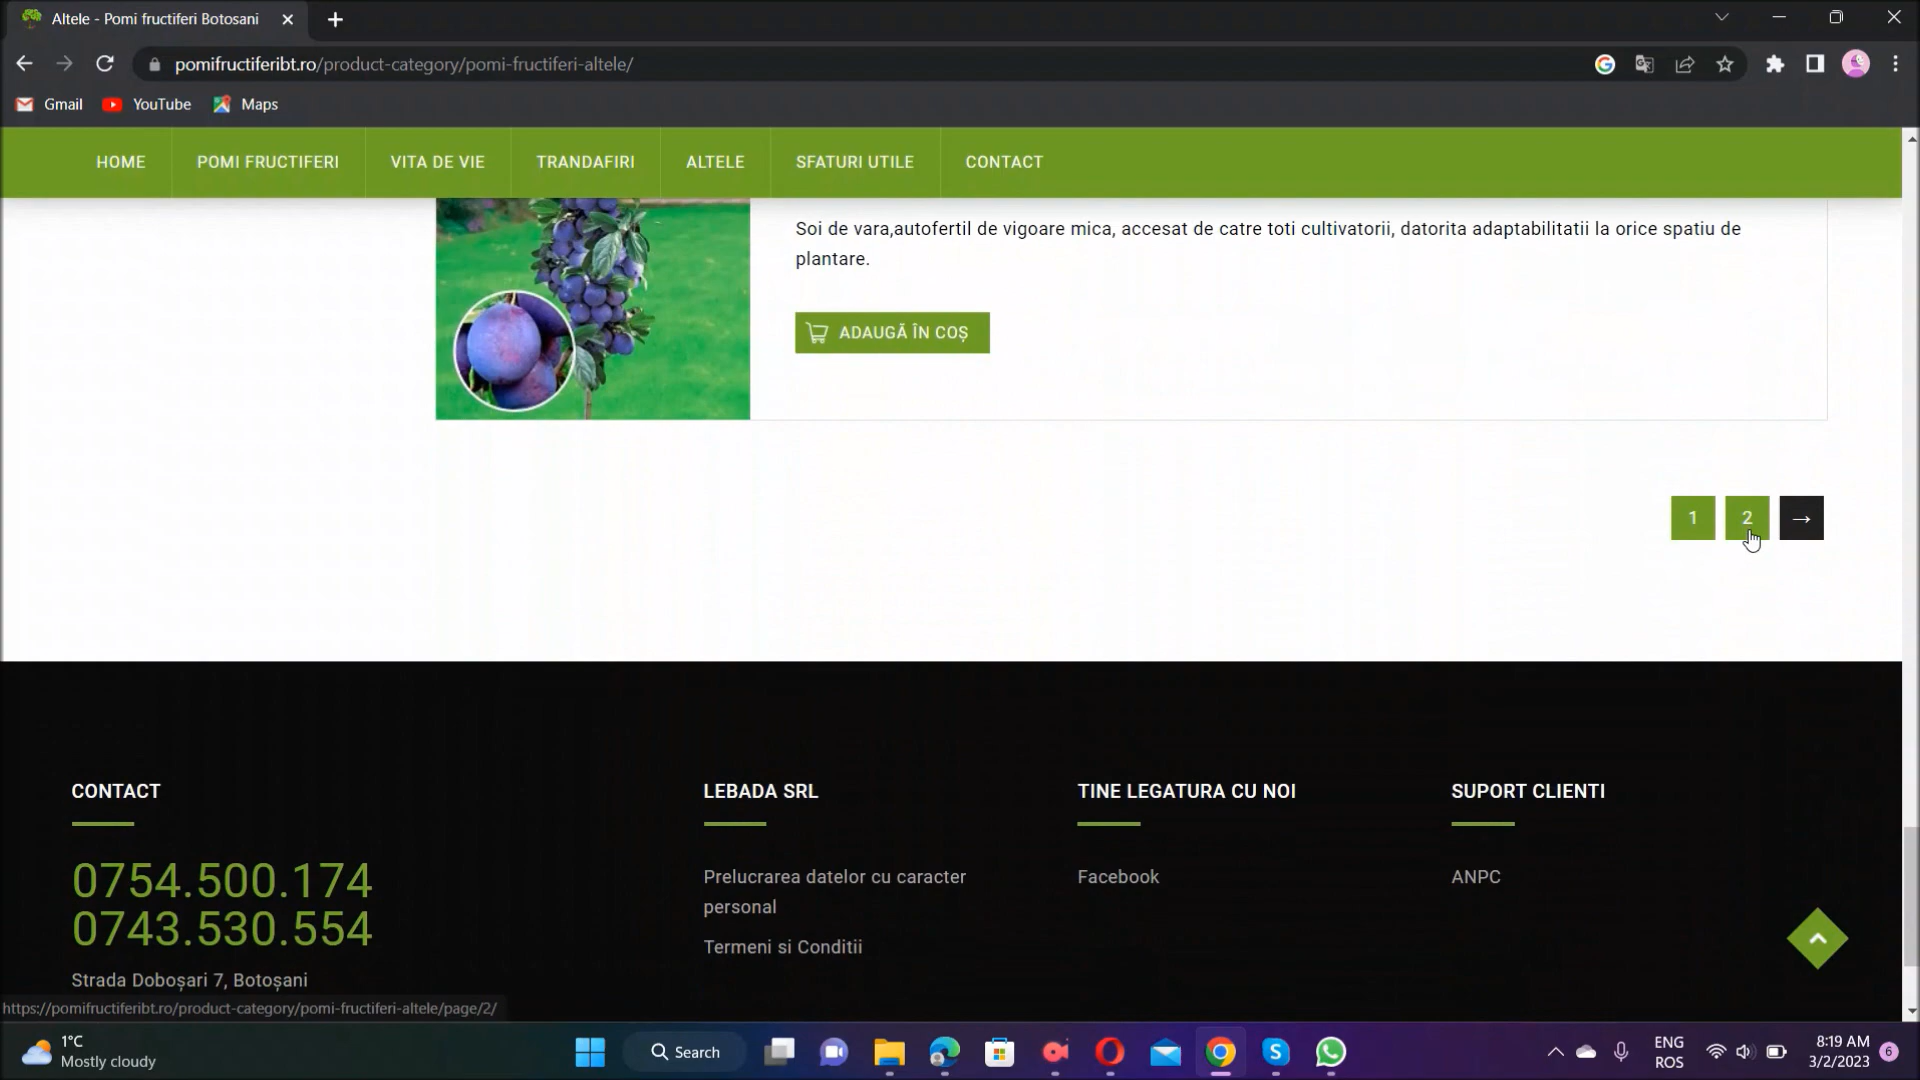 Altele - Pomi fructiferi Botosani
pomifructiferibt.ro/product-category/pomi-fructiferi-altele/
Gmail YouTube Maps
HOME POMI FRUCTIFERI VITA DE VIE TRANDAFIRI ALTELE SFATURI UTILE CONTACT
Soi de vara,autofertil de vigoare mica, accesat de catre toti cultivatorii, datorita adaptabilitatii la orice spatiu de
plantare.
ADAUGĂ ÎN COȘ
1 2 →
CONTACT
0754.500.174
0743.530.554
Strada Doboșari 7, Botoșani
LEBADA SRL
Prelucrarea datelor cu caracter
personal
Termeni si Conditii
TINE LEGATURA CU NOI
Facebook
SUPORT CLIENTI
ANPC
https://pomifructiferibt.ro/product-category/pomi-fructiferi-altele/page/2/
1°C
Mostly cloudy
Search
ENG
ROS
8:19 AM
3/2/2023
6